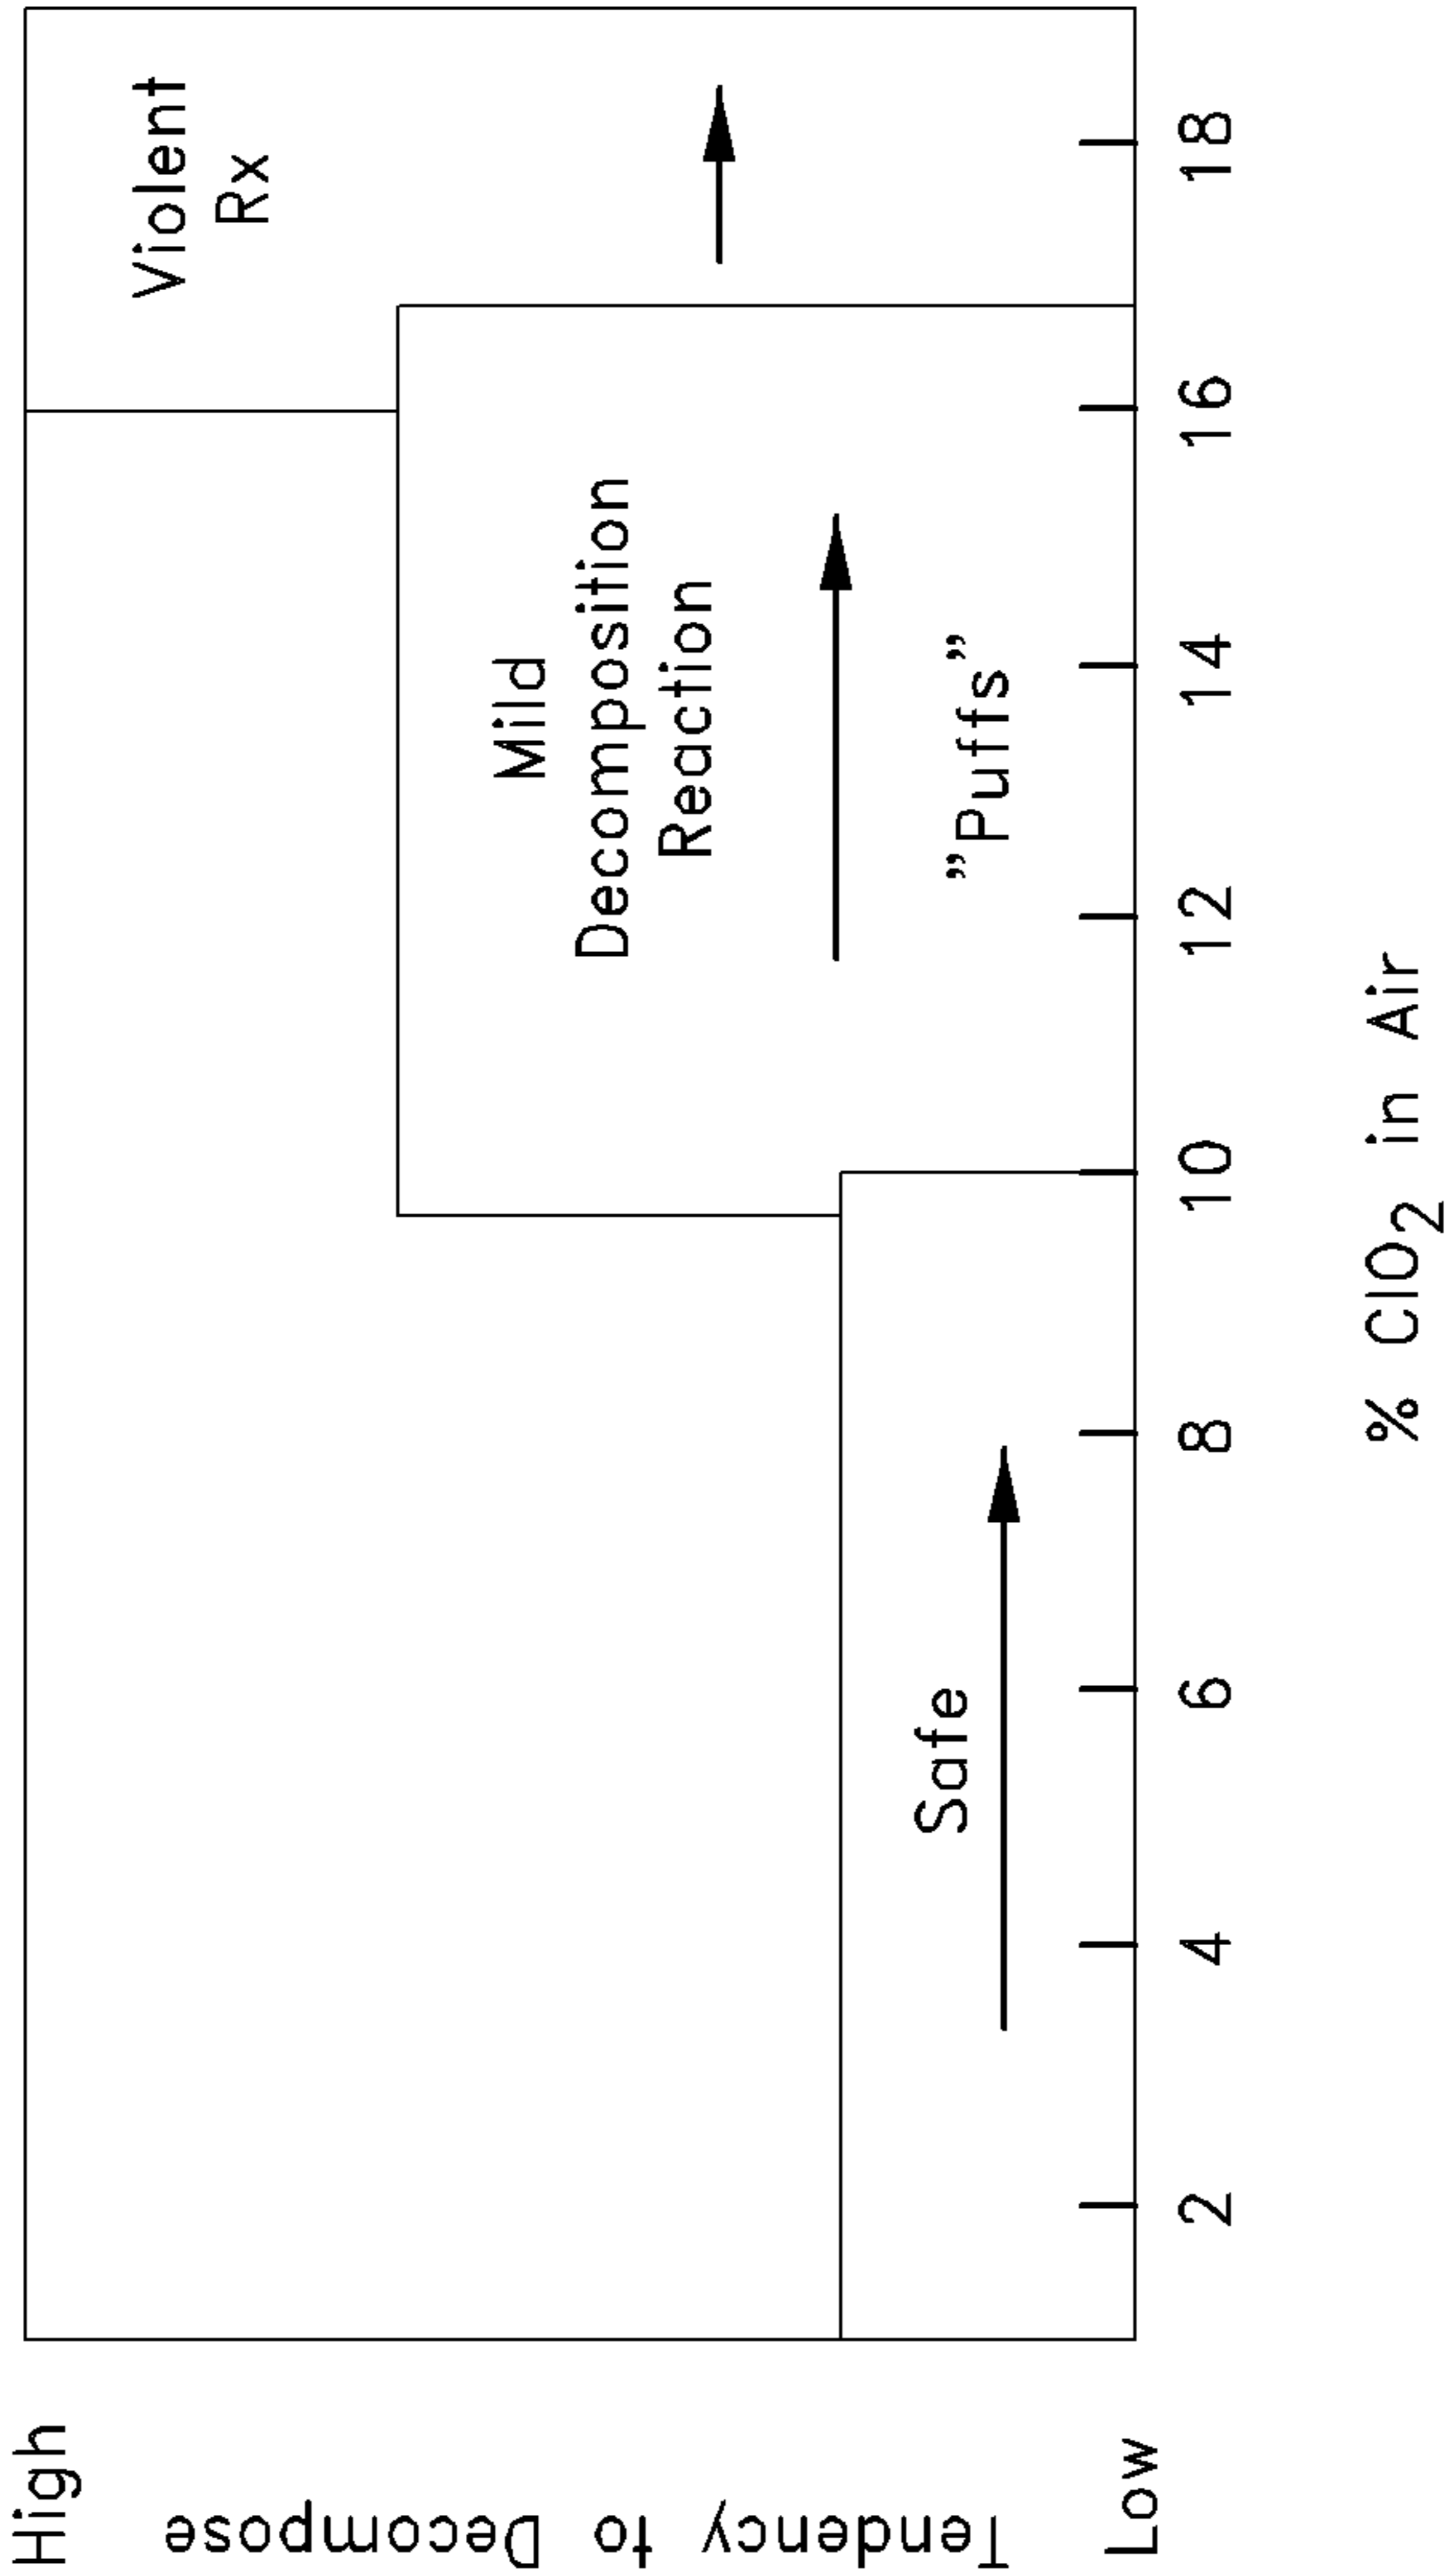 High
Tendency to Decompose
Low
Violent
Rx
Mild
Decomposition
Reaction
"Puffs"
Safe
2 4 6 8 10 12 14 16 18
% ClO2 in Air